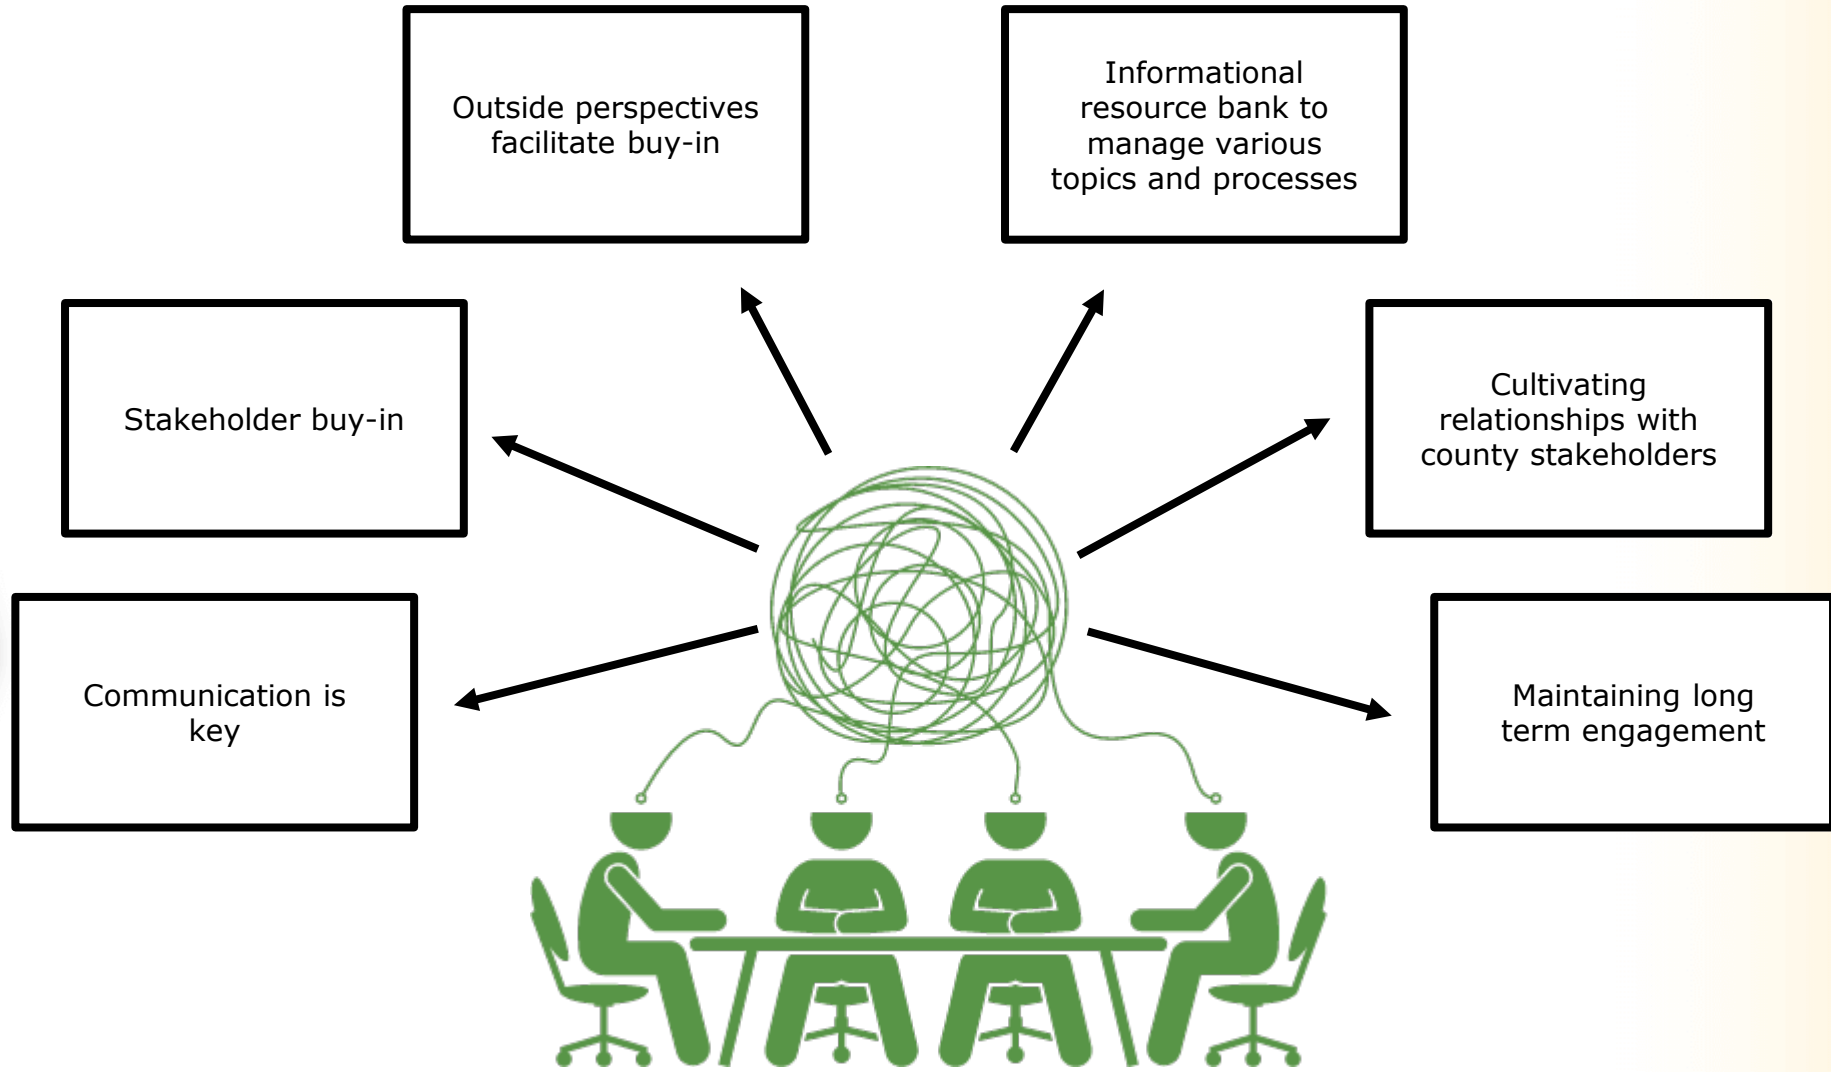 Outside perspectives
facilitate buy-in
Informational
resource bank to
manage various
topics and processes
Stakeholder buy-in
Cultivating
relationships with
county stakeholders
Communication is
key
Maintaining long
term engagement